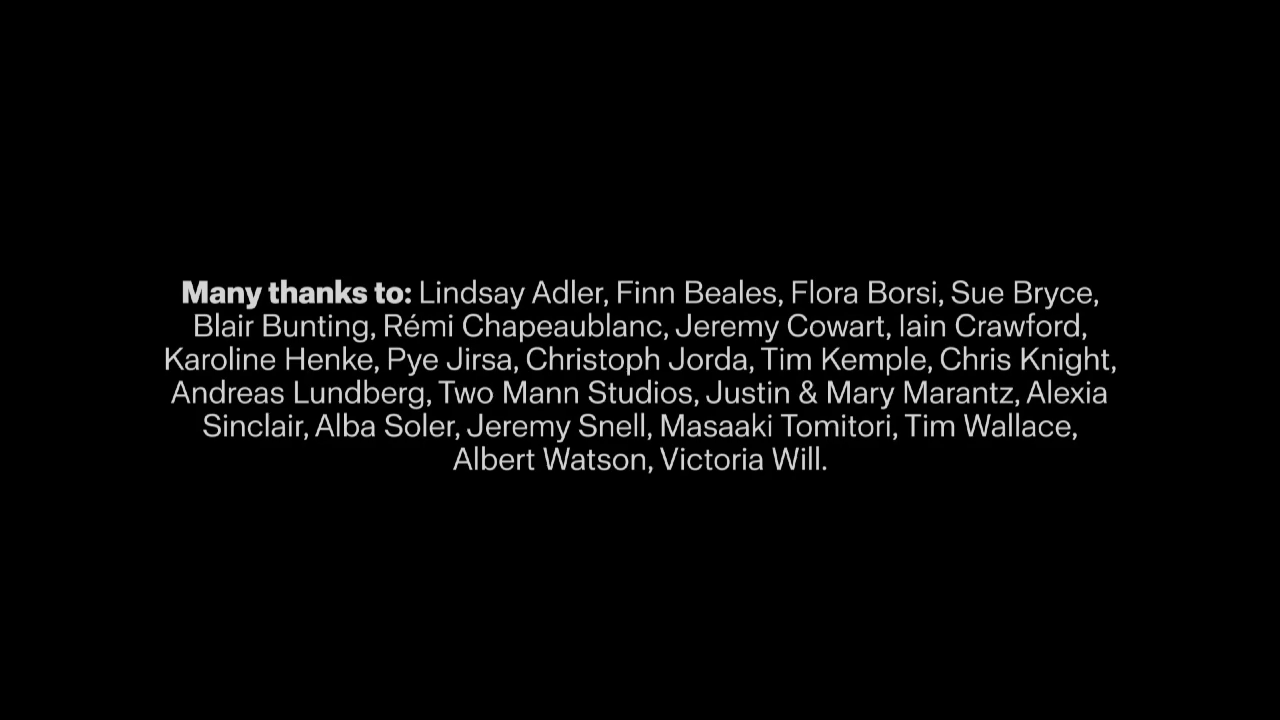 Many thanks to: Lindsay Adler, Finn Beales, Flora Borsi, Sue Bryce,
Blair Bunting, Rémi Chapeaublanc, Jeremy Cowart, Iain Crawford,
Karoline Henke, Pye Jirsa, Christoph Jorda, Tim Kemple, Chris Knight,
Andreas Lundberg, Two Mann Studios, Justin & Mary Marantz, Alexia
Sinclair, Alba Soler, Jeremy Snell, Masaaki Tomitori, Tim Wallace,
Albert Watson, Victoria Will.